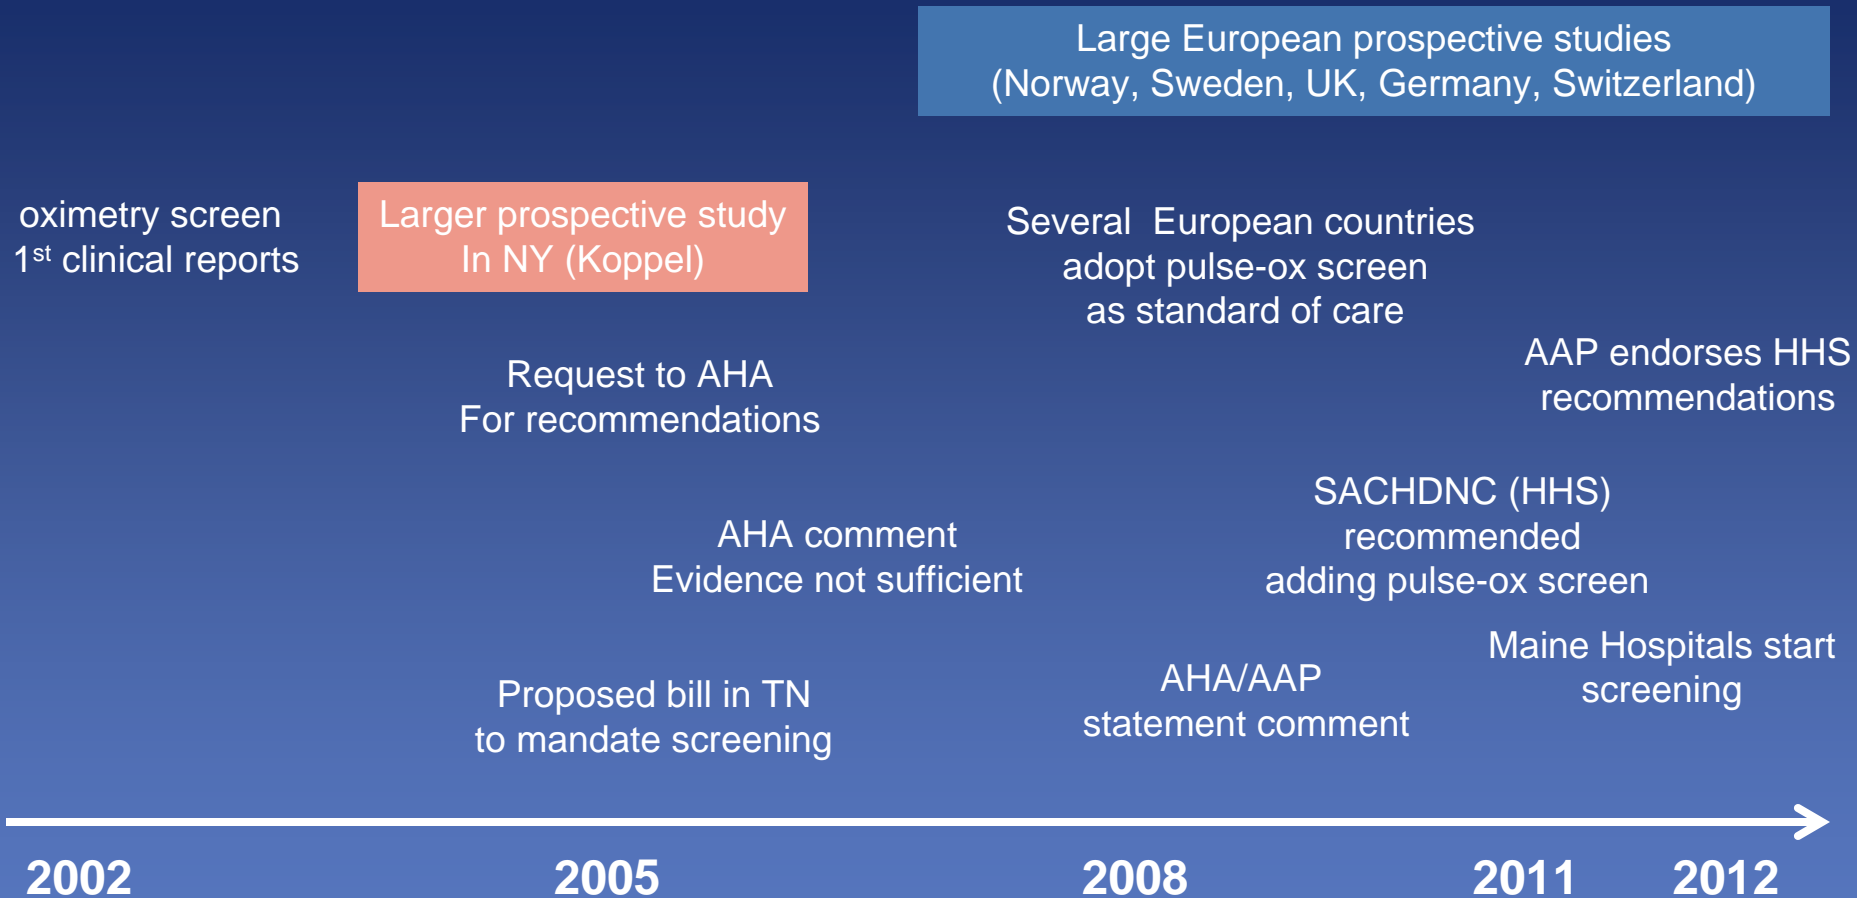 Large European prospective studies
(Norway, Sweden, UK, Germany, Switzerland)
oximetry screen
1st clinical reports
Larger prospective study
In NY (Koppel)
Several European countries
adopt pulse-ox screen
as standard of care
AAP endorses HHS
recommendations
Request to AHA
For recommendations
SACHDNC (HHS)
recommended
adding pulse-ox screen
AHA comment
Evidence not sufficient
Maine Hospitals start
screening
AHA/AAP
statement comment
Proposed bill in TN
to mandate screening
2002 2005 2008 2011 2012